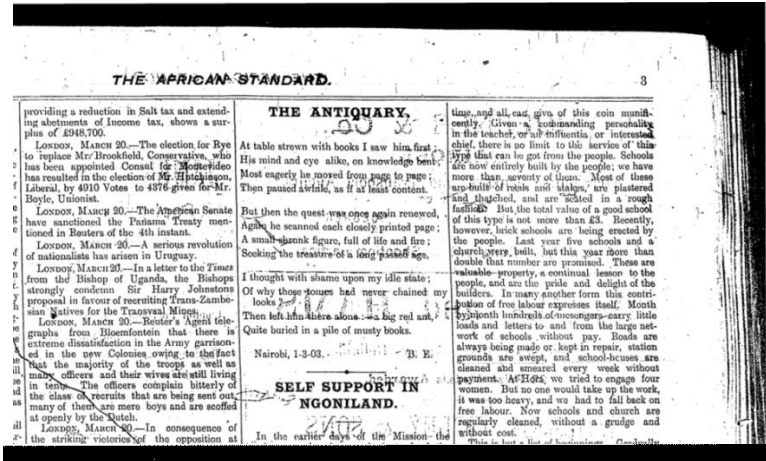 THE AFRICAN STANDARD.
3
providing a reduction in Salt tax and extend-
ing abetments of Income tax, shows a sur-
plus of £948,700.
LONDON, MARCH 20.—The election for Rye
to replace Mr. Brookfield, Conservative, who
has been appointed Consul for Montevideo
has resulted in the election of Mr. Hutchinson,
Liberal, by 4910 Votes to 4376 given for Mr.
Boyle, Unionist.
LONDON, MARCH 20.—The American Senate
have sanctioned the Panama Treaty men-
tioned in Reuters of the 4th instant.
LONDON, MARCH 20.—A serious revolution
of nationalists has arisen in Uruguay.
LONDON, MARCH 20.—In a letter to the Times
from the Bishop of Uganda, the Bishops
strongly condemn Sir Harry Johnstons
proposal in favour of recruiting Trans-Zambe-
sian Natives for the Transvaal Mines.
LONDON, MARCH 20.—Reuter's Agent tele-
graphs from Bloemfontein that there is
extreme dissatisfaction in the Army garrison-
ed in the new Colonies owing to the fact
that the majority of the troops as well as
many officers and their wives are still living
in tents. The officers complain bitterly of
the class of recruits that are being sent out,
many of them are mere boys and are scoffed
at openly by the Dutch.
LONDON, MARCH 20.—In consequence of
the striking victories of the opposition at
THE ANTIQUARY.
At table strewn with books I saw him first;
His mind and eye alike, on knowledge bent;
Most eagerly he moved from page to page;
Then paused awhile, as if at least content.
But then the quest was once again renewed,
Again he scanned each closely printed page;
A small shrunk figure, full of life and fire;
Seeking the treasure of a long passed age,
I thought with shame upon my idle state;
Of why those tomes had never chained my
looks
Then left him there alone:—a big red ant,
Quite buried in a pile of musty books.
Nairobi, 1-3-03. B. E.
SELF SUPPORT IN
NGONILAND
In the earlier days of the Mission the
time, and all can give of this coin munifi-
cently. Given a commanding personality
in the teacher, or an influential or interested
chief, there is no limit to the service of this
type that can be got from the people. Schools
are now entirely built by the people; we have
more than seventy of them. Most of these
are built of reeds and stakes, are plastered
and thatched, and are seated in a rough
fashion. But the total value of a good school
of this type is not more than £3. Recently,
however, brick schools are being erected by
the people. Last year five schools and a
church were built, but this year more than
double that number are promised. These are
valuable property, a continual lesson to the
people, and are the pride and delight of the
builders. In many another form this contri-
bution of free labour expresses itself. Month
by month hundreds of messengers carry little
loads and letters to and from the large net-
work of schools without pay. Roads are
always being made or kept in repair, station
grounds are swept, and school-houses are
cleaned and smeared every week without
payment. At Hora, we tried to engage four
women. But no one would take up the work,
it was too heavy, and we had to fall back on
free labour. Now schools and church are
regularly cleaned, without a grudge and
without cost.
This is but a list of beginnings. Gradually